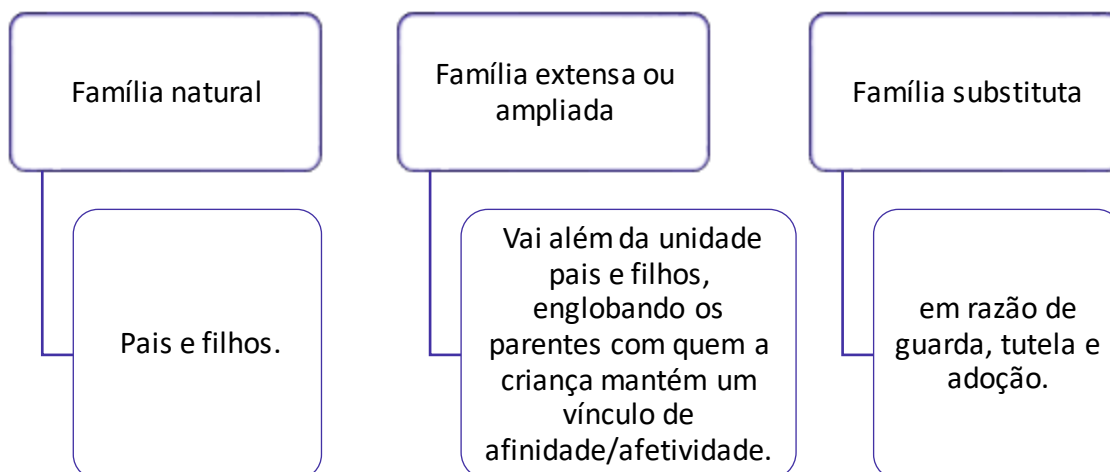 Família natural
Pais e filhos.
Família extensa ou
ampliada
Vai além da unidade
pais e filhos,
englobando os
parentes com quem a
criança mantém um
vínculo de
afinidade/afetividade.
Família substituta
em razão de
guarda, tutela e
adoção.